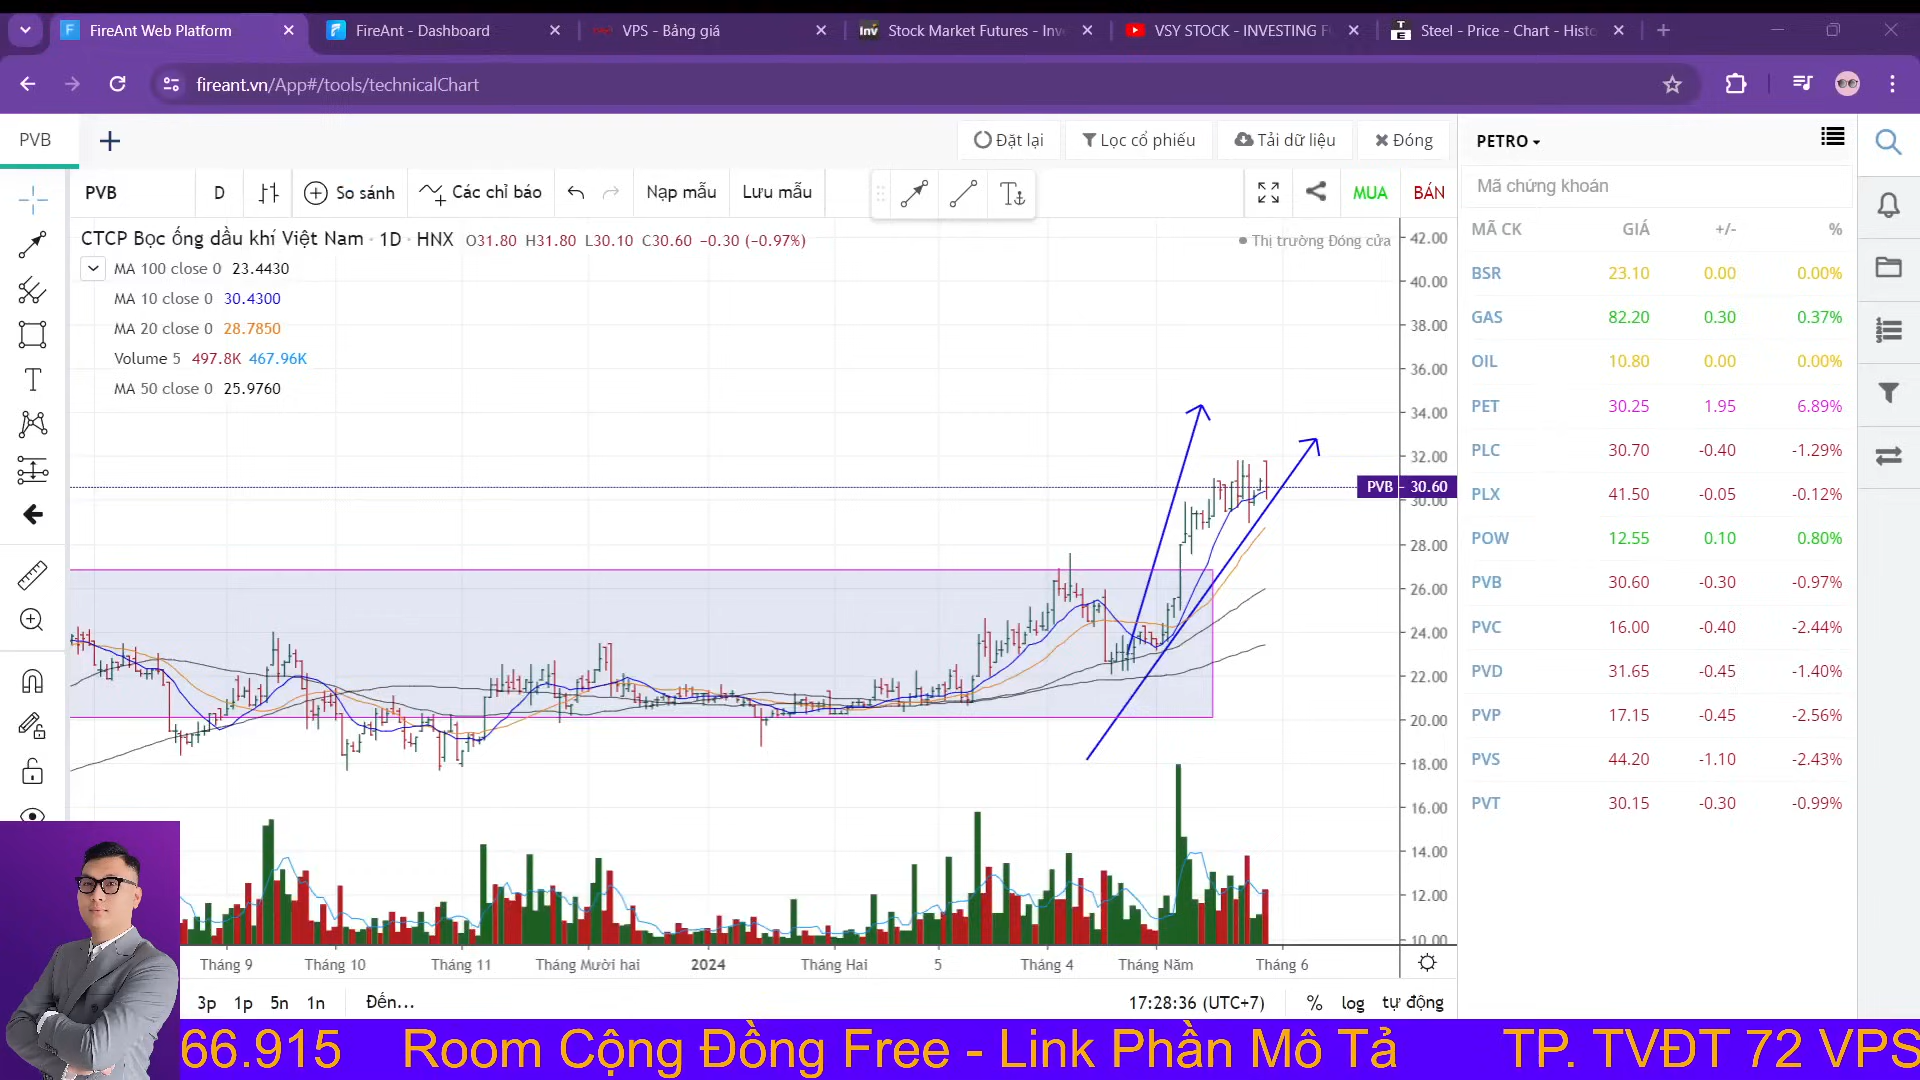 FireAnt Web Platform
FireAnt - Dashboard
VPS - Bảng giá
Stock Market Futures - Inve
VSY STOCK - INVESTING F
Steel - Price - Chart - Histo
fireant.vn/App#/tools/technicalChart
PVB
Đặt lại
Lọc cổ phiếu
Tải dữ liệu
Đóng
PETRO
PVB
D
So sánh
Các chỉ báo
Nạp mẫu
Lưu mẫu
MUA
BÁN
Mã chứng khoán
CTCP Bọc ống dầu khí Việt Nam · 1D · HNX O31.80 H31.80 L30.10 C30.60 −0.30 (−0.97%)
Thị trường Đóng cửa
MA 100 close 0 23.4430
MA 10 close 0 30.4300
MA 20 close 0 28.7850
Volume 5 497.8K 467.96K
MA 50 close 0 25.9760
42.00
40.00
38.00
36.00
34.00
32.00
PVB 30.60
30.00
28.00
26.00
24.00
22.00
20.00
18.00
16.00
14.00
12.00
10.00
Tháng 9 Tháng 10 Tháng 11 Tháng Mười hai 2024 Tháng Hai 5 Tháng 4 Tháng Năm Tháng 6
3p 1p 5n 1n Đến...
17:28:36 (UTC+7) % log tự động
MÃ CK GIÁ +/- %
BSR 23.10 0.00 0.00%
GAS 82.20 0.30 0.37%
OIL 10.80 0.00 0.00%
PET 30.25 1.95 6.89%
PLC 30.70 -0.40 -1.29%
PLX 41.50 -0.05 -0.12%
POW 12.55 0.10 0.80%
PVB 30.60 -0.30 -0.97%
PVC 16.00 -0.40 -2.44%
PVD 31.65 -0.45 -1.40%
PVP 17.15 -0.45 -2.56%
PVS 44.20 -1.10 -2.43%
PVT 30.15 -0.30 -0.99%
66.915 Room Cộng Đồng Free - Link Phần Mô Tả TP. TVĐT 72 VPS